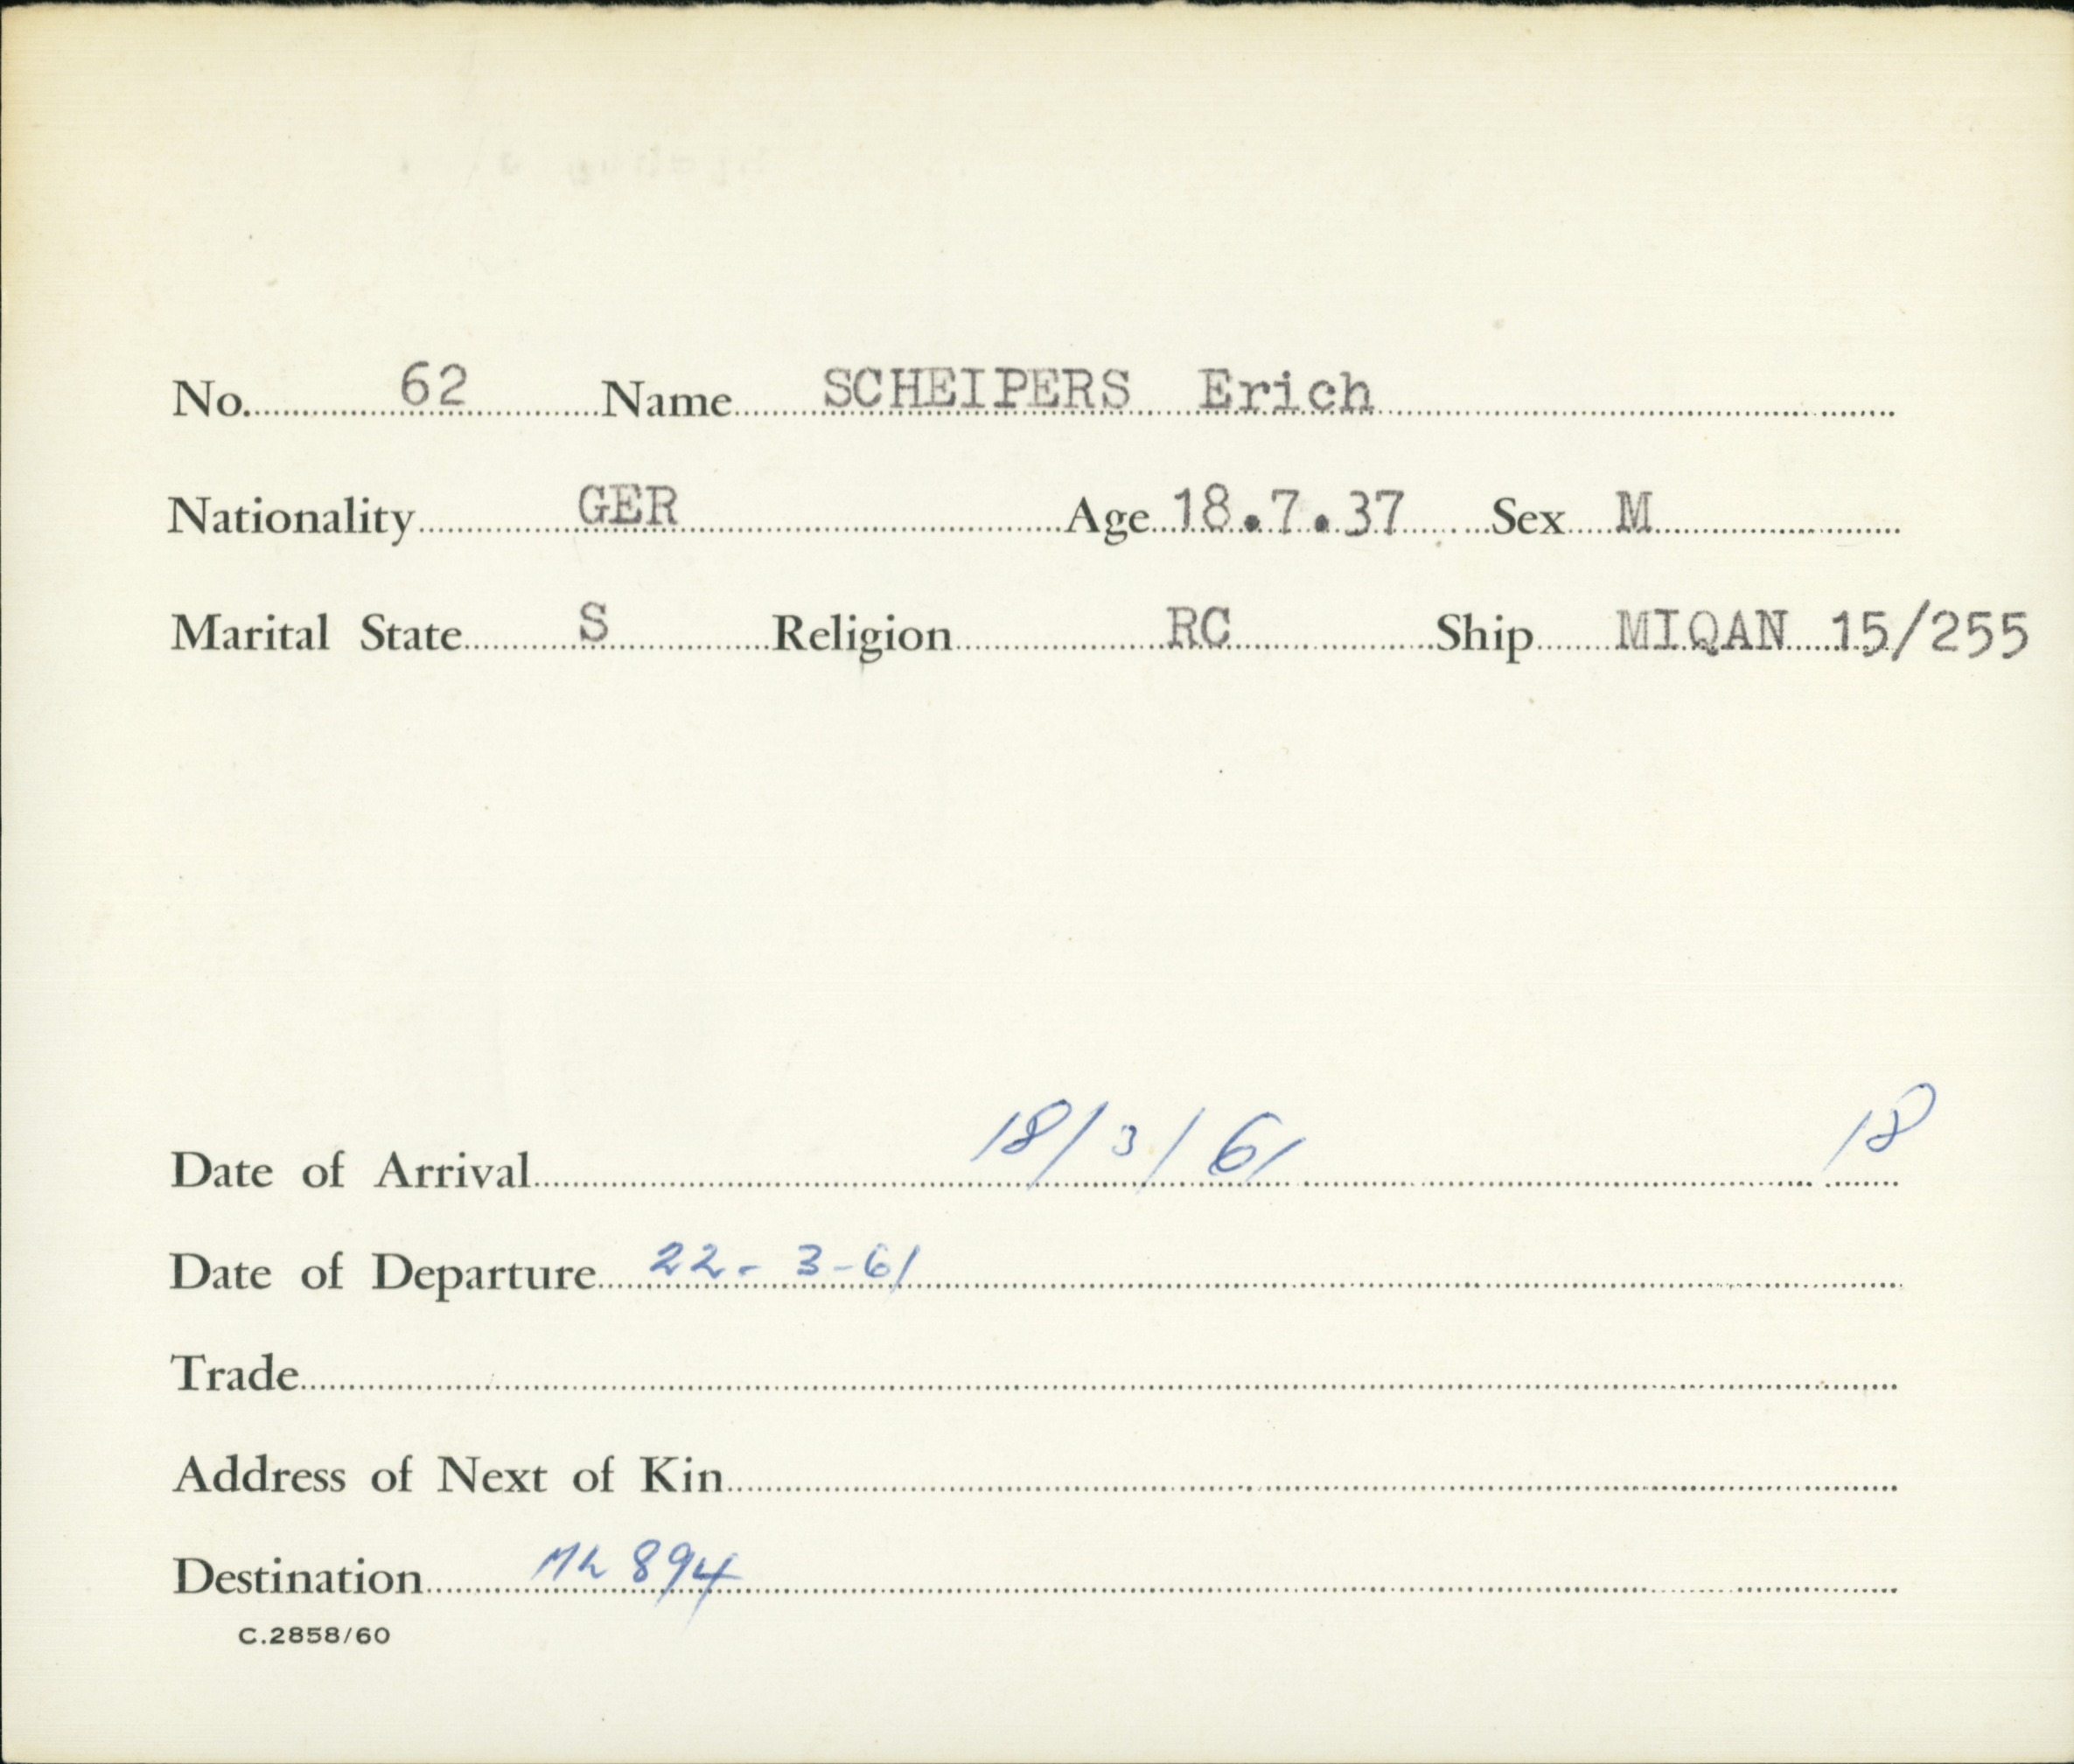 No. 62 Name SCHEIPERS Erich
Nationality GER Age 18.7.37 Sex M
Marital State S Religion RC Ship MIQAN 15/255
Date of Arrival 18/3/61 18
Date of Departure 22-3-61
Trade
Address of Next of Kin
Destination ML 894
C.2858/60